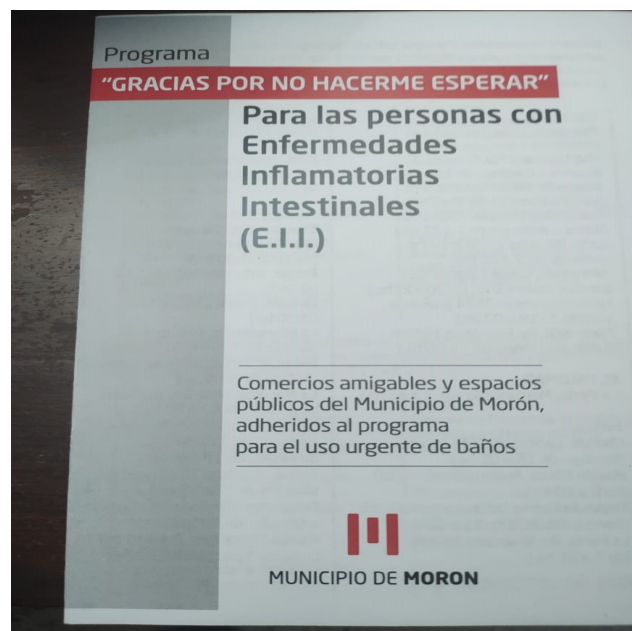 Programa
"GRACIAS POR NO HACERME ESPERAR"
Para las personas con
Enfermedades
Inflamatorias
Intestinales
(E.I.I.)
Comercios amigables y espacios
públicos del Municipio de Morón,
adheridos al programa
para el uso urgente de baños
MUNICIPIO DE MORON